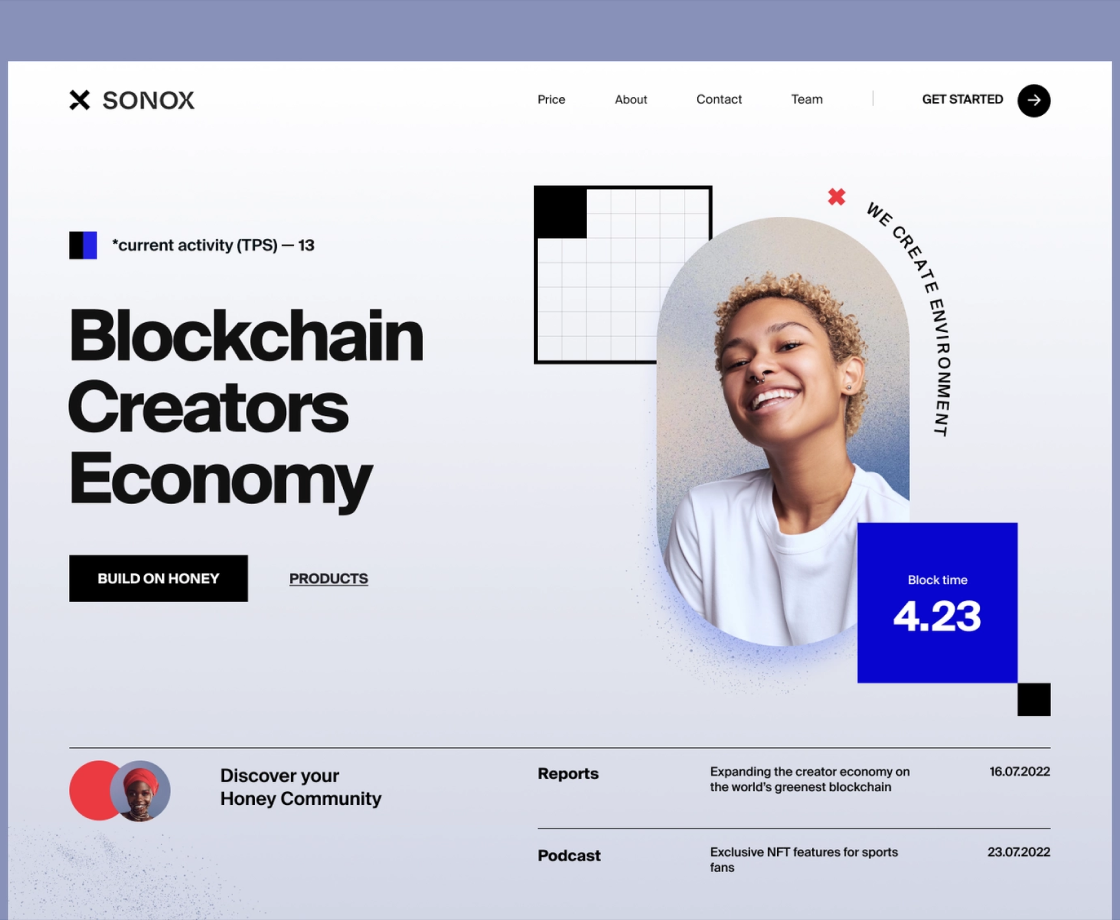 SONOX
Price
About
Contact
Team
GET STARTED
*current activity (TPS) — 13
Blockchain
Creators
Economy
BUILD ON HONEY
PRODUCTS
WE CREATE ENVIRONMENT
Block time
4.23
Discover your
Honey Community
Reports
Expanding the creator economy on
the world's greenest blockchain
16.07.2022
Podcast
Exclusive NFT features for sports
fans
23.07.2022